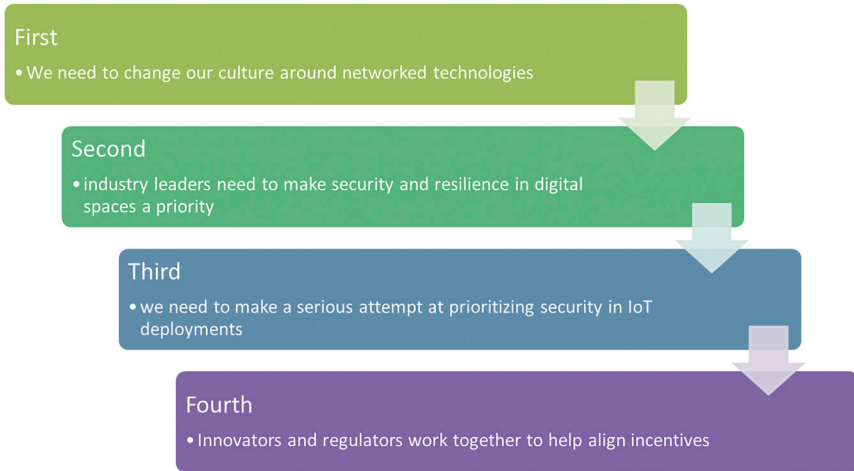 First
• We need to change our culture around networked technologies
Second
• industry leaders need to make security and resilience in digital
spaces a priority
Third
• we need to make a serious attempt at prioritizing security in IoT
deployments
Fourth
• Innovators and regulators work together to help align incentives